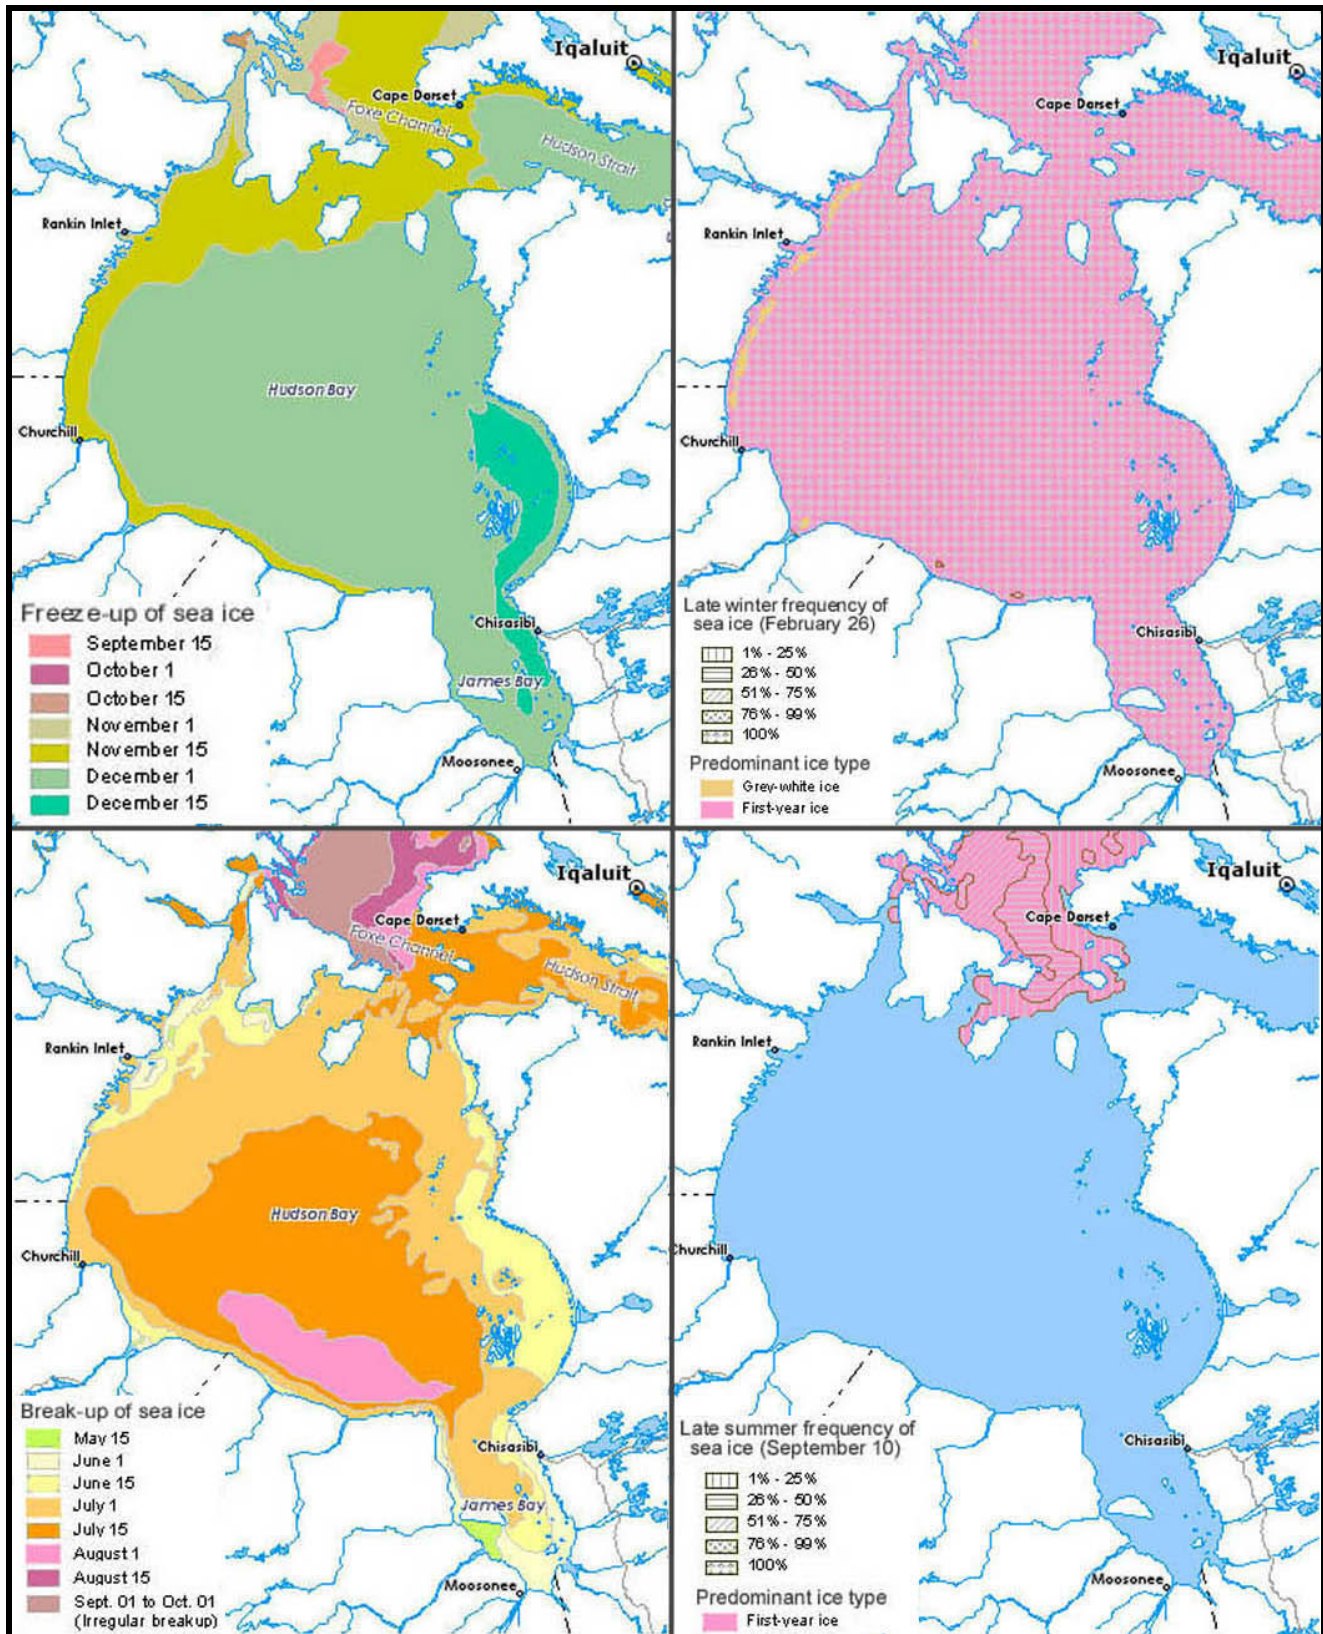 Iqaluit
Cape Dorset
Foxe Channel
Hudson Strait
Rankin Inlet
Hudson Bay
Churchill
Chisasibi
James Bay
Moosonee
Freeze-up of sea ice
September 15
October 1
October 15
November 1
November 15
December 1
December 15
Iqaluit
Cape Dorset
Rankin Inlet
Churchill
Chisasibi
Moosonee
Late winter frequency of
sea ice (February 26)
1% - 25%
26% - 50%
51% - 75%
76% - 99%
100%
Predominant ice type
Grey-white ice
First-year ice
Iqaluit
Cape Dorset
Foxe Channel
Hudson Strait
Rankin Inlet
Hudson Bay
Churchill
Chisasibi
James Bay
Moosonee
Break-up of sea ice
May 15
June 1
June 15
July 1
July 15
August 1
August 15
Sept. 01 to Oct. 01
(Irregular breakup)
Iqaluit
Cape Dorset
Rankin Inlet
Churchill
Chisasibi
Moosonee
Late summer frequency of
sea ice (September 10)
1% - 25%
26% - 50%
51% - 75%
76% - 99%
100%
Predominant ice type
First-year ice